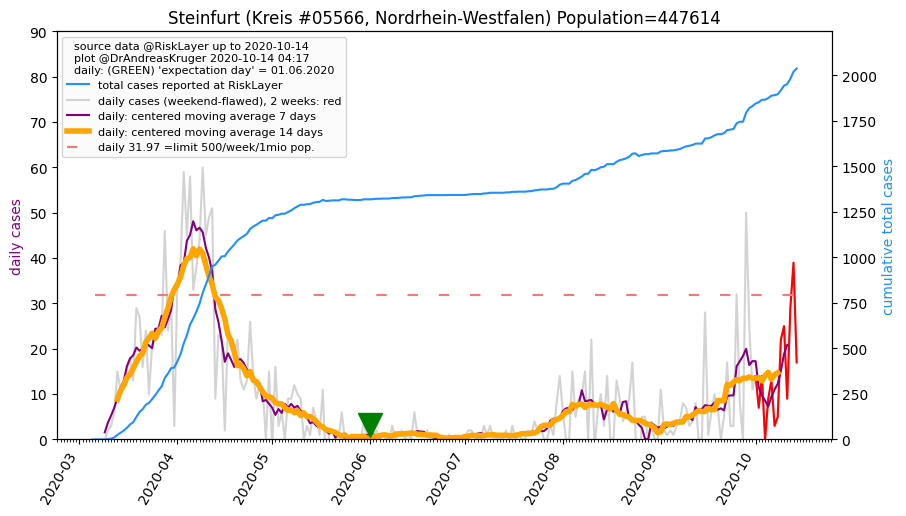 Steinfurt (Kreis #05566, Nordrhein-Westfalen) Population=447614
source data @RiskLayer up to 2020-10-14
plot @DrAndreasKruger 2020-10-14 04:17
daily: (GREEN) 'expectation day' = 01.06.2020
total cases reported at RiskLayer
daily cases (weekend-flawed), 2 weeks: red
daily: centered moving average 7 days
daily: centered moving average 14 days
daily 31.97 =limit 500/week/1mio pop.
daily cases
90
80
70
60
50
40
30
20
10
0
cumulative total cases
2000
1750
1500
1250
1000
750
500
250
0
2020-03
2020-04
2020-05
2020-06
2020-07
2020-08
2020-09
2020-10